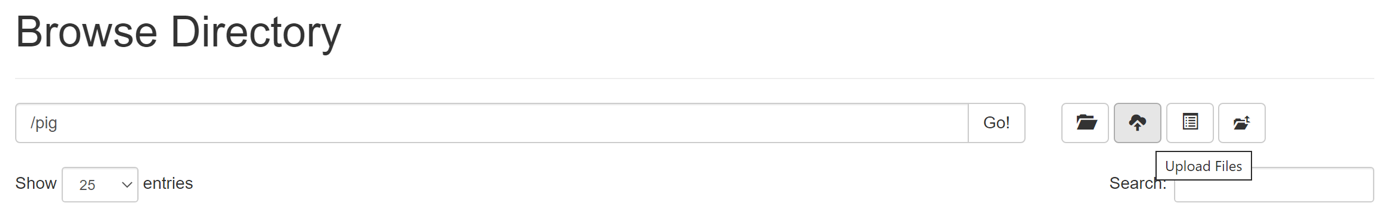 Browse Directory
/pig Go!
Upload Files
Show 25 entries Search: